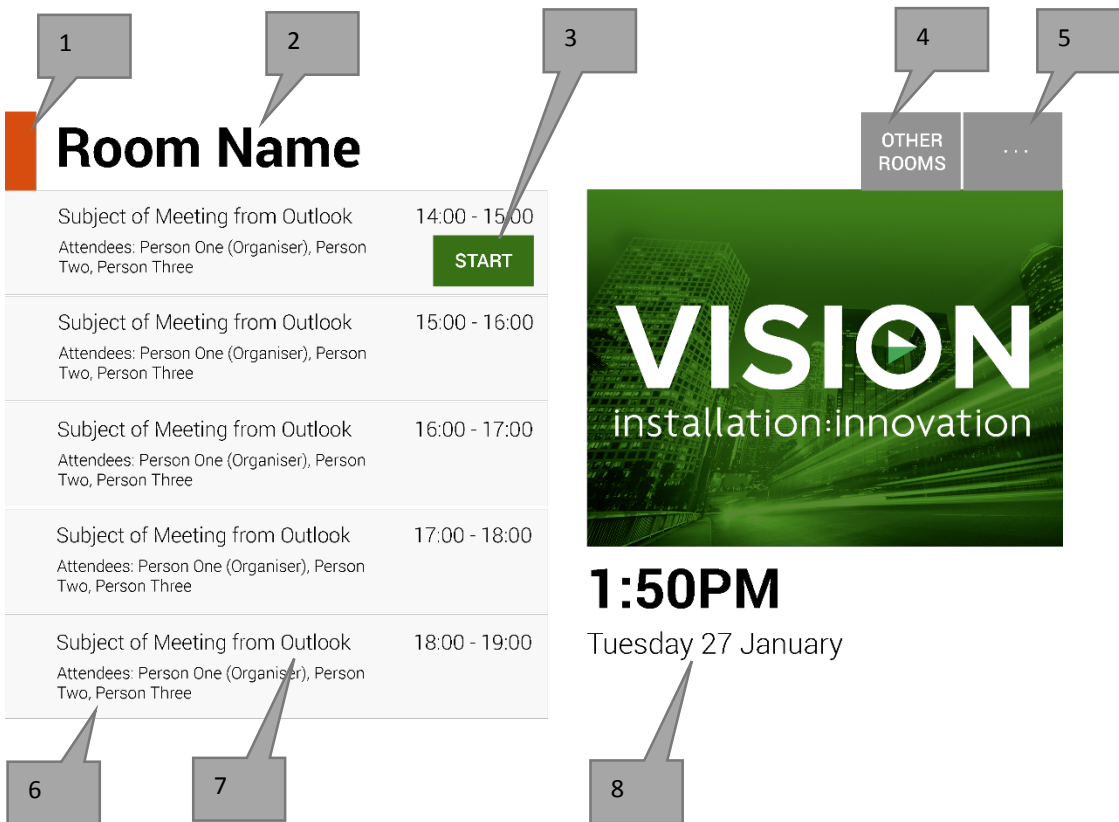 1
2
3
4
5
Room Name
OTHER
ROOMS
...
Subject of Meeting from Outlook
14:00 - 15:00
Attendees: Person One (Organiser), Person
Two, Person Three
START
Subject of Meeting from Outlook
15:00 - 16:00
Attendees: Person One (Organiser), Person
Two, Person Three
Subject of Meeting from Outlook
16:00 - 17:00
Attendees: Person One (Organiser), Person
Two, Person Three
Subject of Meeting from Outlook
17:00 - 18:00
Attendees: Person One (Organiser), Person
Two, Person Three
Subject of Meeting from Outlook
18:00 - 19:00
Attendees: Person One (Organiser), Person
Two, Person Three
VISION
installation:innovation
1:50PM
Tuesday 27 January
6
7
8